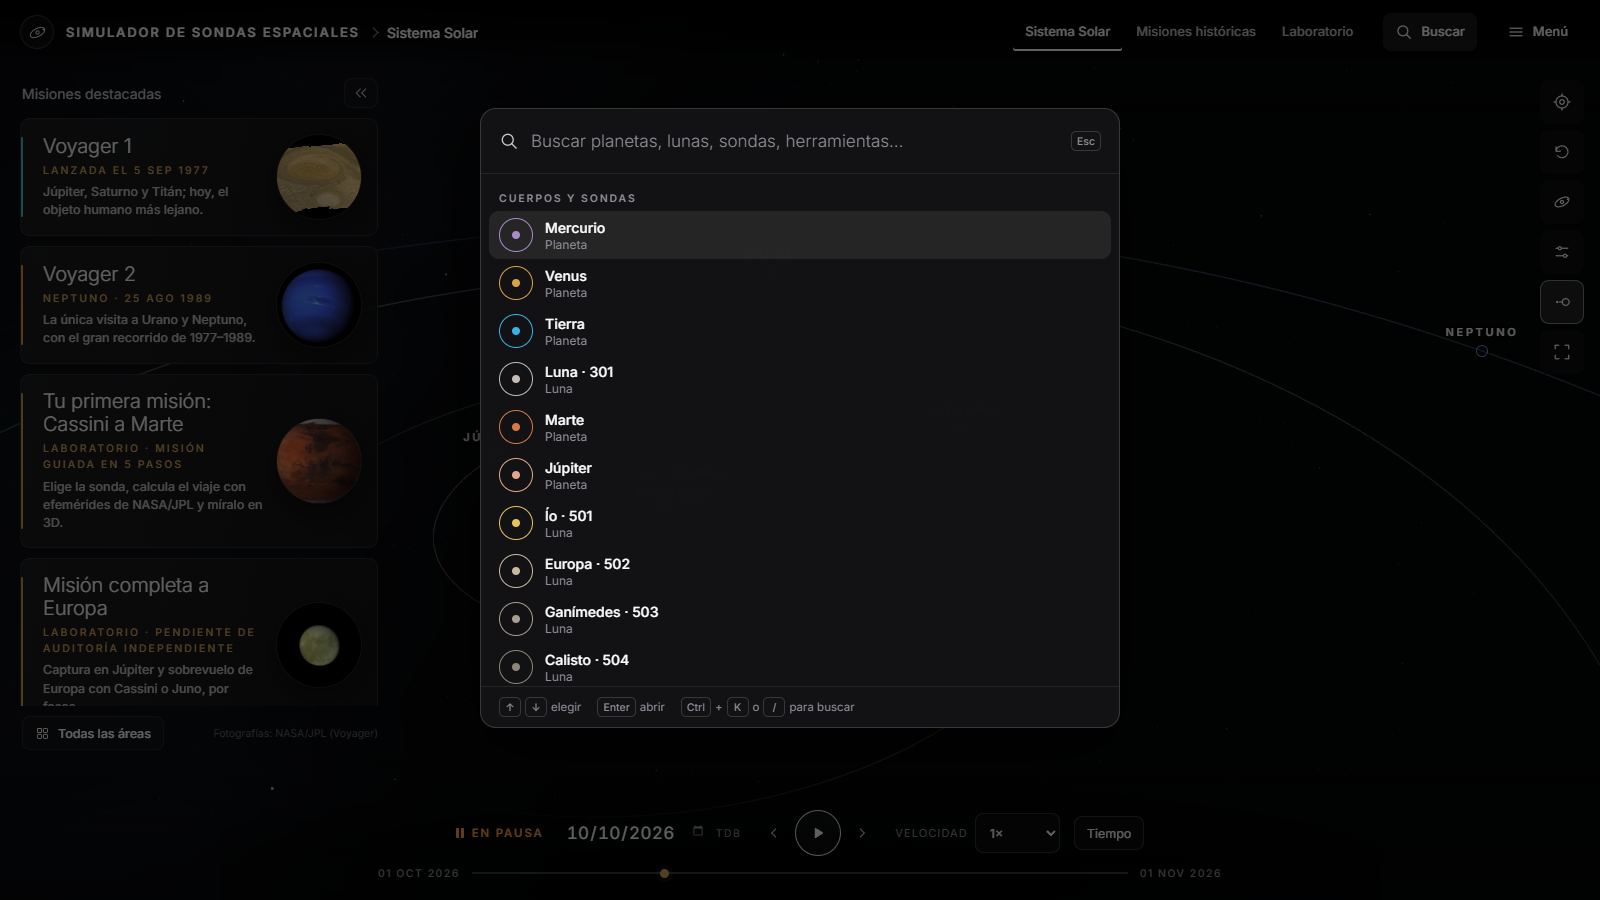 SIMULADOR DE SONDAS ESPACIALES
Sistema Solar
Sistema Solar
Misiones históricas
Laboratorio
Buscar
Menú
Misiones destacadas
Voyager 1
LANZADA EL 5 SEP 1977
Júpiter, Saturno y Titán; hoy, el
objeto humano más lejano.
Voyager 2
NEPTUNO · 25 AGO 1989
La única visita a Urano y Neptuno,
con el gran recorrido de 1977–1989.
Tu primera misión:
Cassini a Marte
LABORATORIO · MISIÓN
GUIADA EN 5 PASOS
Elige la sonda, calcula el viaje con
efemérides de NASA/JPL y míralo en
3D.
Misión completa a
Europa
LABORATORIO · PENDIENTE DE
AUDITORÍA INDEPENDIENTE
Captura en Júpiter y sobrevuelo de
Europa con Cassini o Juno, por
Todas las áreas
Fotografías: NASA/JPL (Voyager)
Buscar planetas, lunas, sondas, herramientas...
Esc
CUERPOS Y SONDAS
Mercurio
Planeta
Venus
Planeta
Tierra
Planeta
Luna · 301
Luna
Marte
Planeta
Júpiter
Planeta
Ío · 501
Luna
Europa · 502
Luna
Ganímedes · 503
Luna
Calisto · 504
Luna
↑ ↓ elegir Enter abrir Ctrl + K o / para buscar
JÚ
NEPTUNO
EN PAUSA
10/10/2026
TDB
VELOCIDAD
1×
Tiempo
01 OCT 2026
01 NOV 2026